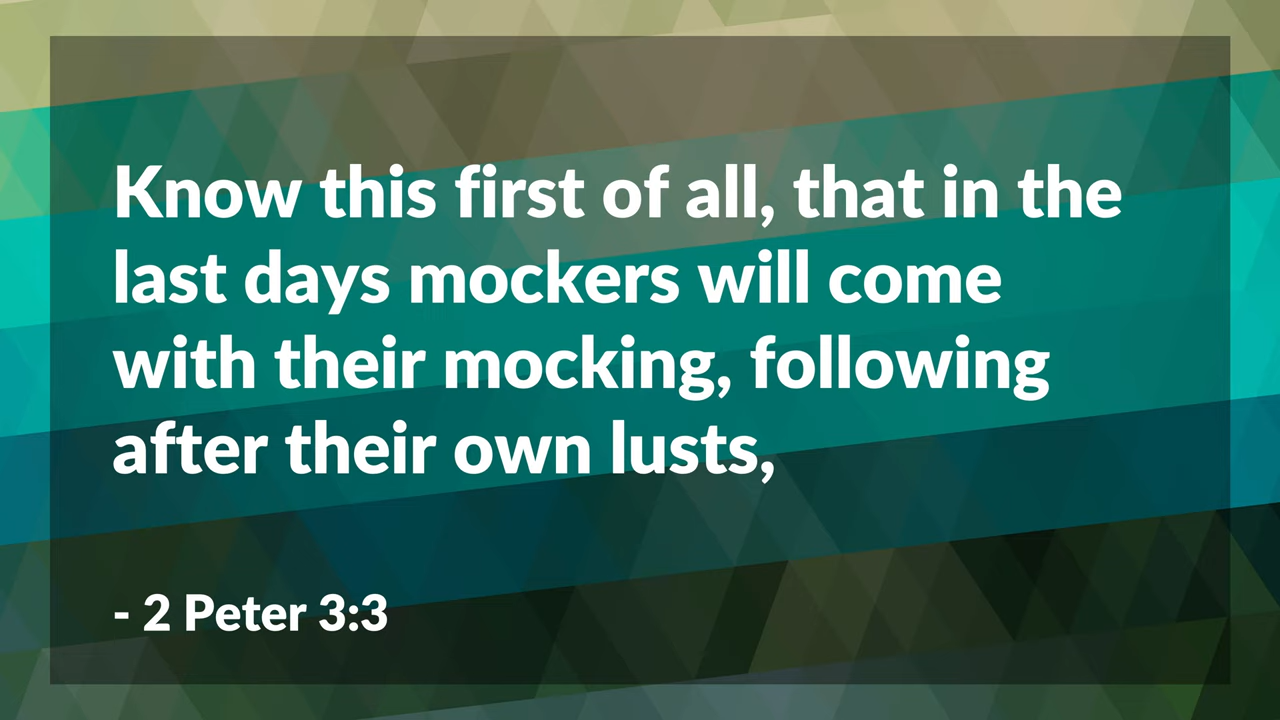 Know this first of all, that in the
last days mockers will come
with their mocking, following
after their own lusts,
- 2 Peter 3:3